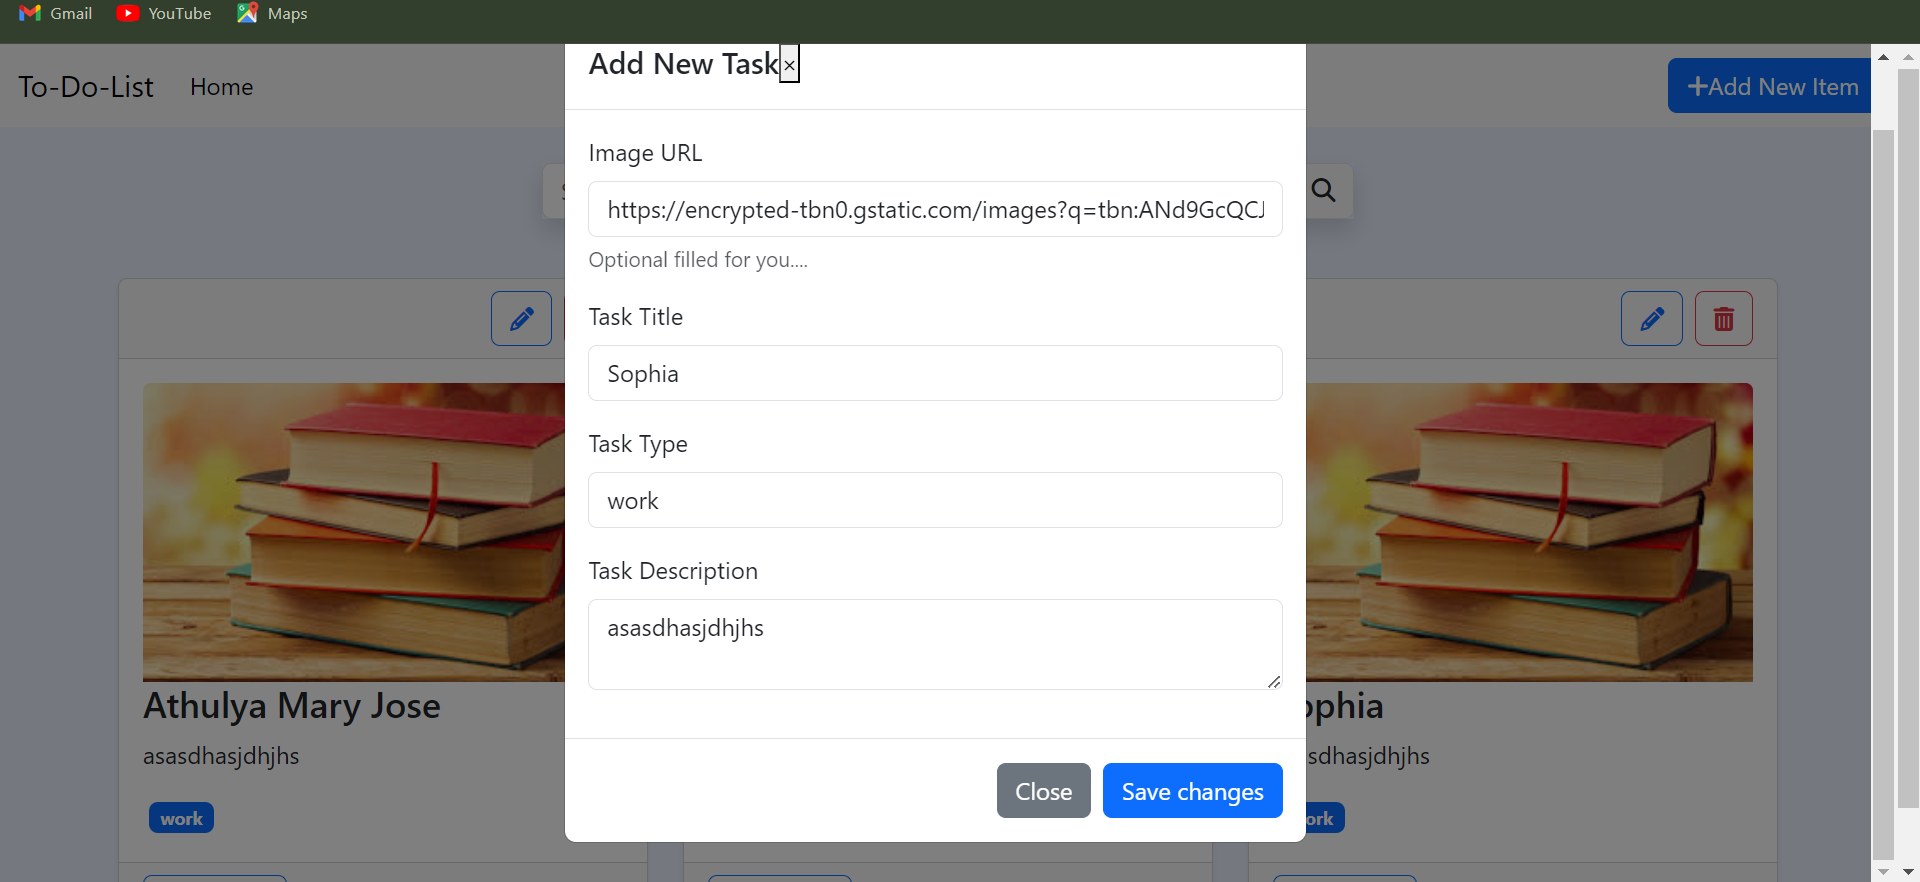 Gmail YouTube Maps
To-Do-List Home
Add New Item
Add New Task×
Image URL
https://encrypted-tbn0.gstatic.com/images?q=tbn:ANd9GcQCJ
Optional filled for you....
Task Title
Sophia
Task Type
work
Task Description
asasdhasjdhjhs
Close Save changes
Athulya Mary Jose
asasdhasjdhjhs
work
ophia
sdhasjdhjhs
ork